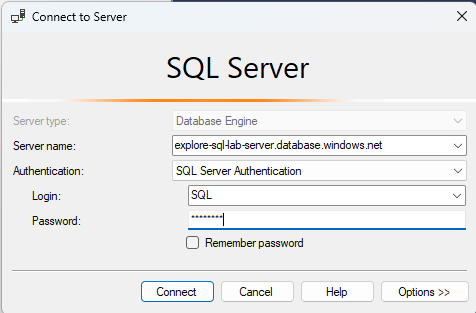 Connect to Server
SQL Server
Server type: Database Engine
Server name: explore-sql-lab-server.database.windows.net
Authentication: SQL Server Authentication
Login: SQL
Password: ********
Remember password
Connect Cancel Help Options >>